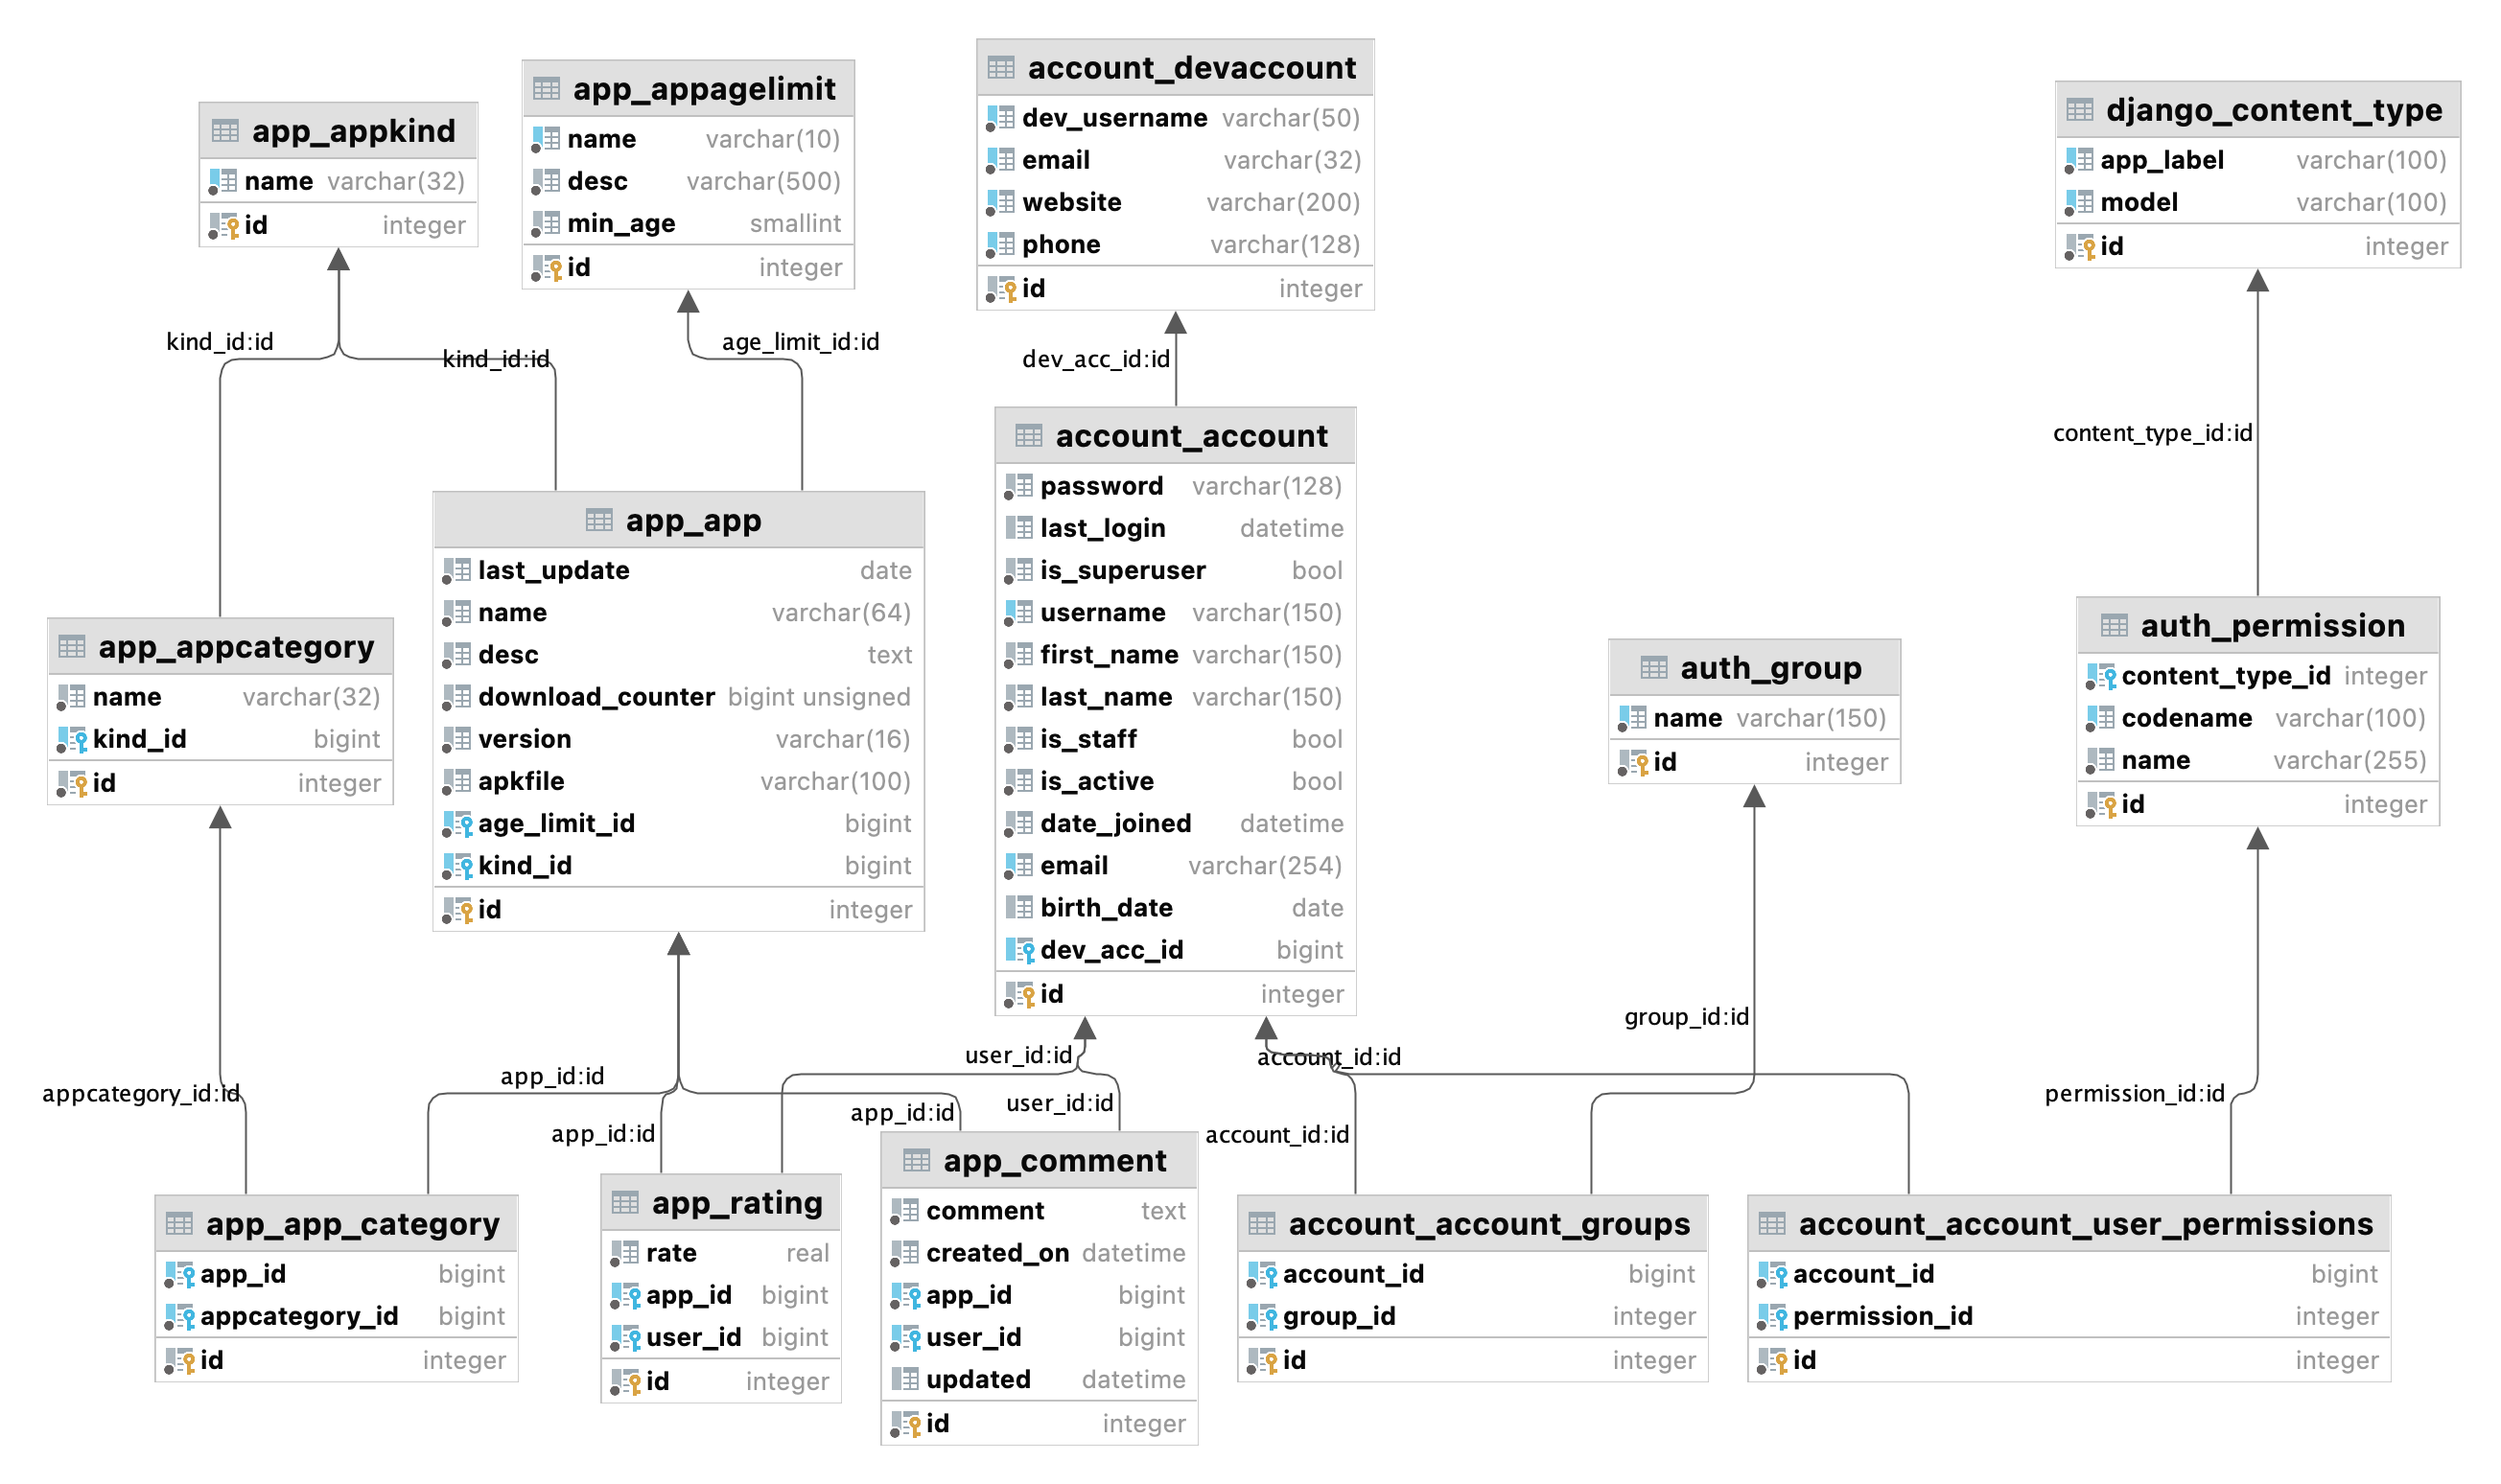 app_appkind
name varchar(32)
id integer
app_appagelimit
name varchar(10)
desc varchar(500)
min_age smallint
id integer
account_devaccount
dev_username varchar(50)
email varchar(32)
website varchar(200)
phone varchar(128)
id integer
django_content_type
app_label varchar(100)
model varchar(100)
id integer
kind_id:id
kind_id:id
age_limit_id:id
dev_acc_id:id
content_type_id:id
app_appcategory
name varchar(32)
kind_id bigint
id integer
app_app
last_update date
name varchar(64)
desc text
download_counter bigint unsigned
version varchar(16)
apkfile varchar(100)
age_limit_id bigint
kind_id bigint
id integer
account_account
password varchar(128)
last_login datetime
is_superuser bool
username varchar(150)
first_name varchar(150)
last_name varchar(150)
is_staff bool
is_active bool
date_joined datetime
email varchar(254)
birth_date date
dev_acc_id bigint
id integer
auth_group
name varchar(150)
id integer
auth_permission
content_type_id integer
codename varchar(100)
name varchar(255)
id integer
appcategory_id:id
app_id:id
app_id:id
app_id:id
user_id:id
user_id:id
account_id:id
account_id:id
group_id:id
permission_id:id
app_app_category
app_id bigint
appcategory_id bigint
id integer
app_rating
rate real
app_id bigint
user_id bigint
id integer
app_comment
comment text
created_on datetime
app_id bigint
user_id bigint
updated datetime
id integer
account_account_groups
account_id bigint
group_id integer
id integer
account_account_user_permissions
account_id bigint
permission_id integer
id integer